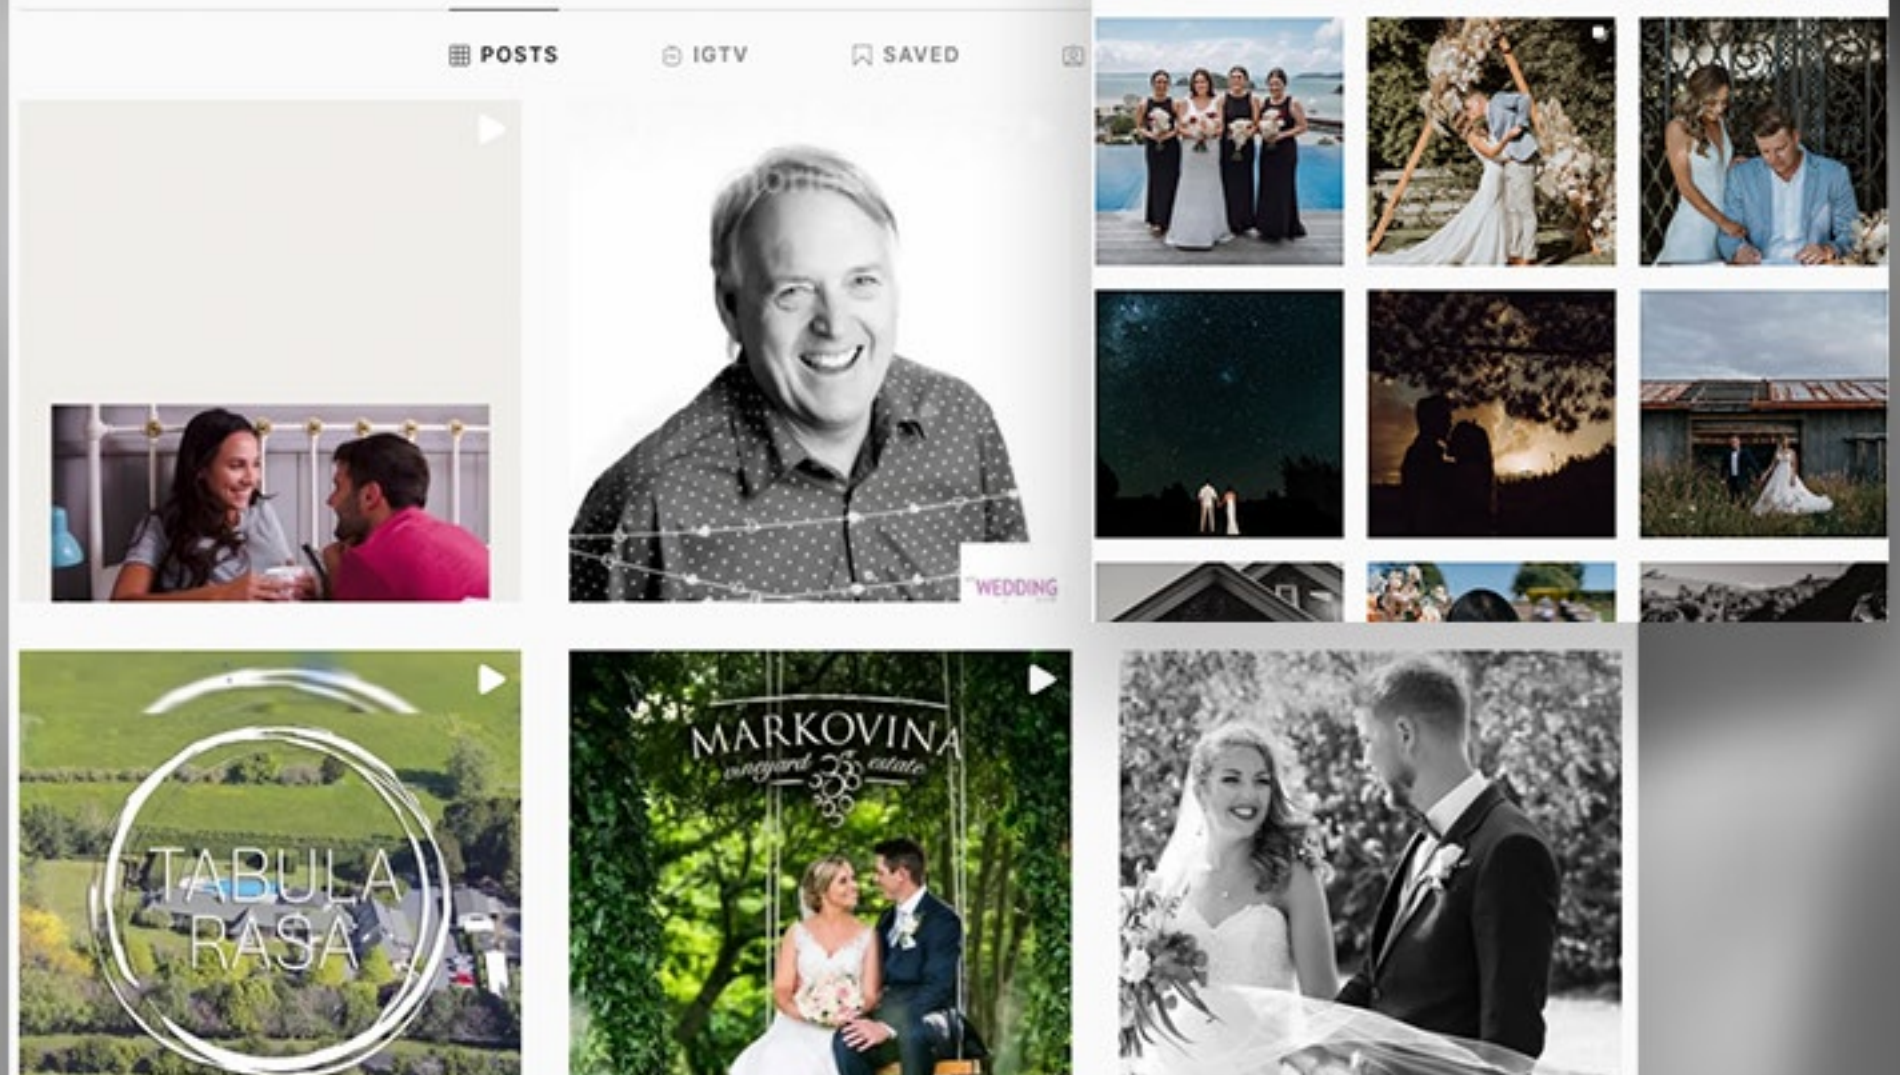 POSTS
IGTV
SAVED
WEDDING
TABULA
RASA
MARKOVINA
vineyard estate